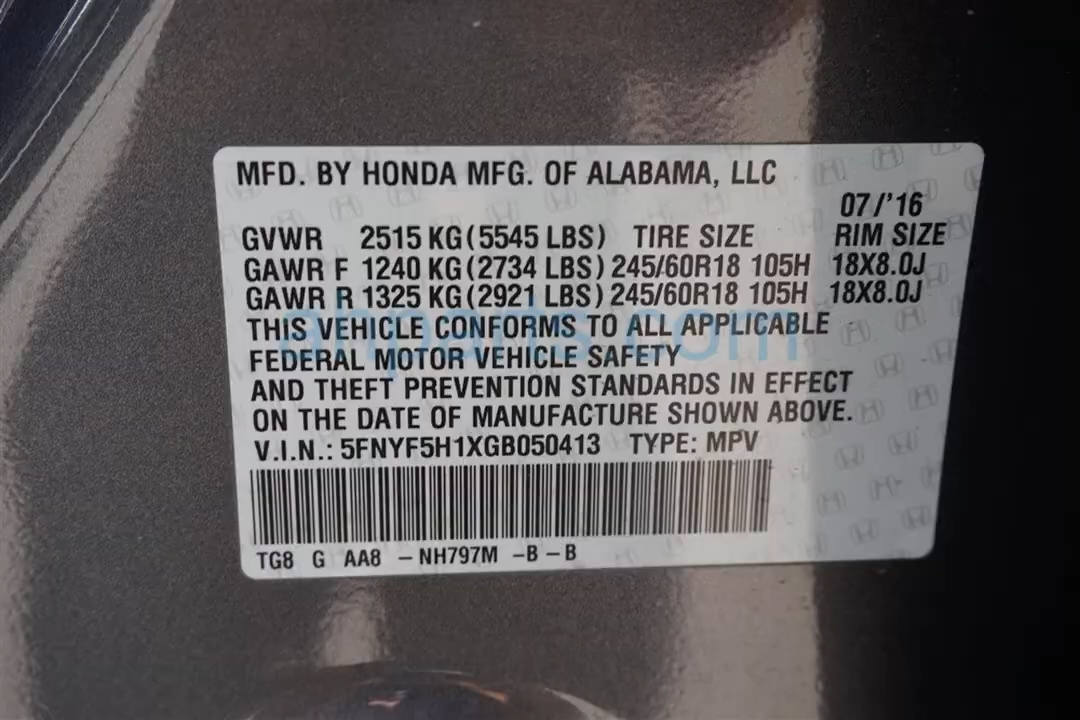 MFD. BY HONDA MFG. OF ALABAMA, LLC
07/'16
GVWR 2515 KG(5545 LBS) TIRE SIZE RIM SIZE
GAWR F 1240 KG(2734 LBS) 245/60R18 105H 18X8.0J
GAWR R 1325 KG(2921 LBS) 245/60R18 105H 18X8.0J
THIS VEHICLE CONFORMS TO ALL APPLICABLE
FEDERAL MOTOR VEHICLE SAFETY
AND THEFT PREVENTION STANDARDS IN EFFECT
ON THE DATE OF MANUFACTURE SHOWN ABOVE.
V.I.N.: 5FNYF5H1XGB050413 TYPE: MPV
TG8 G AA8 -NH797M -B-B
ahparts.com